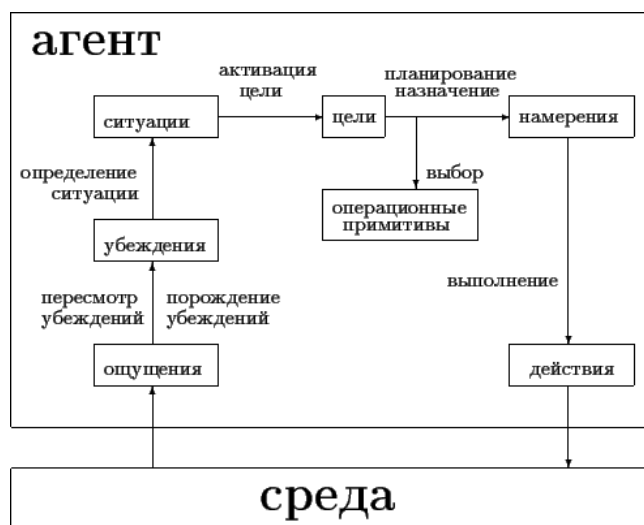 агент
активация
цели
планирование
назначение
ситуации
цели
намерения
определение
ситуации
выбор
операционные
примитивы
убеждения
выполнение
пересмотр
убеждений
порождение
убеждений
ощущения
действия
среда